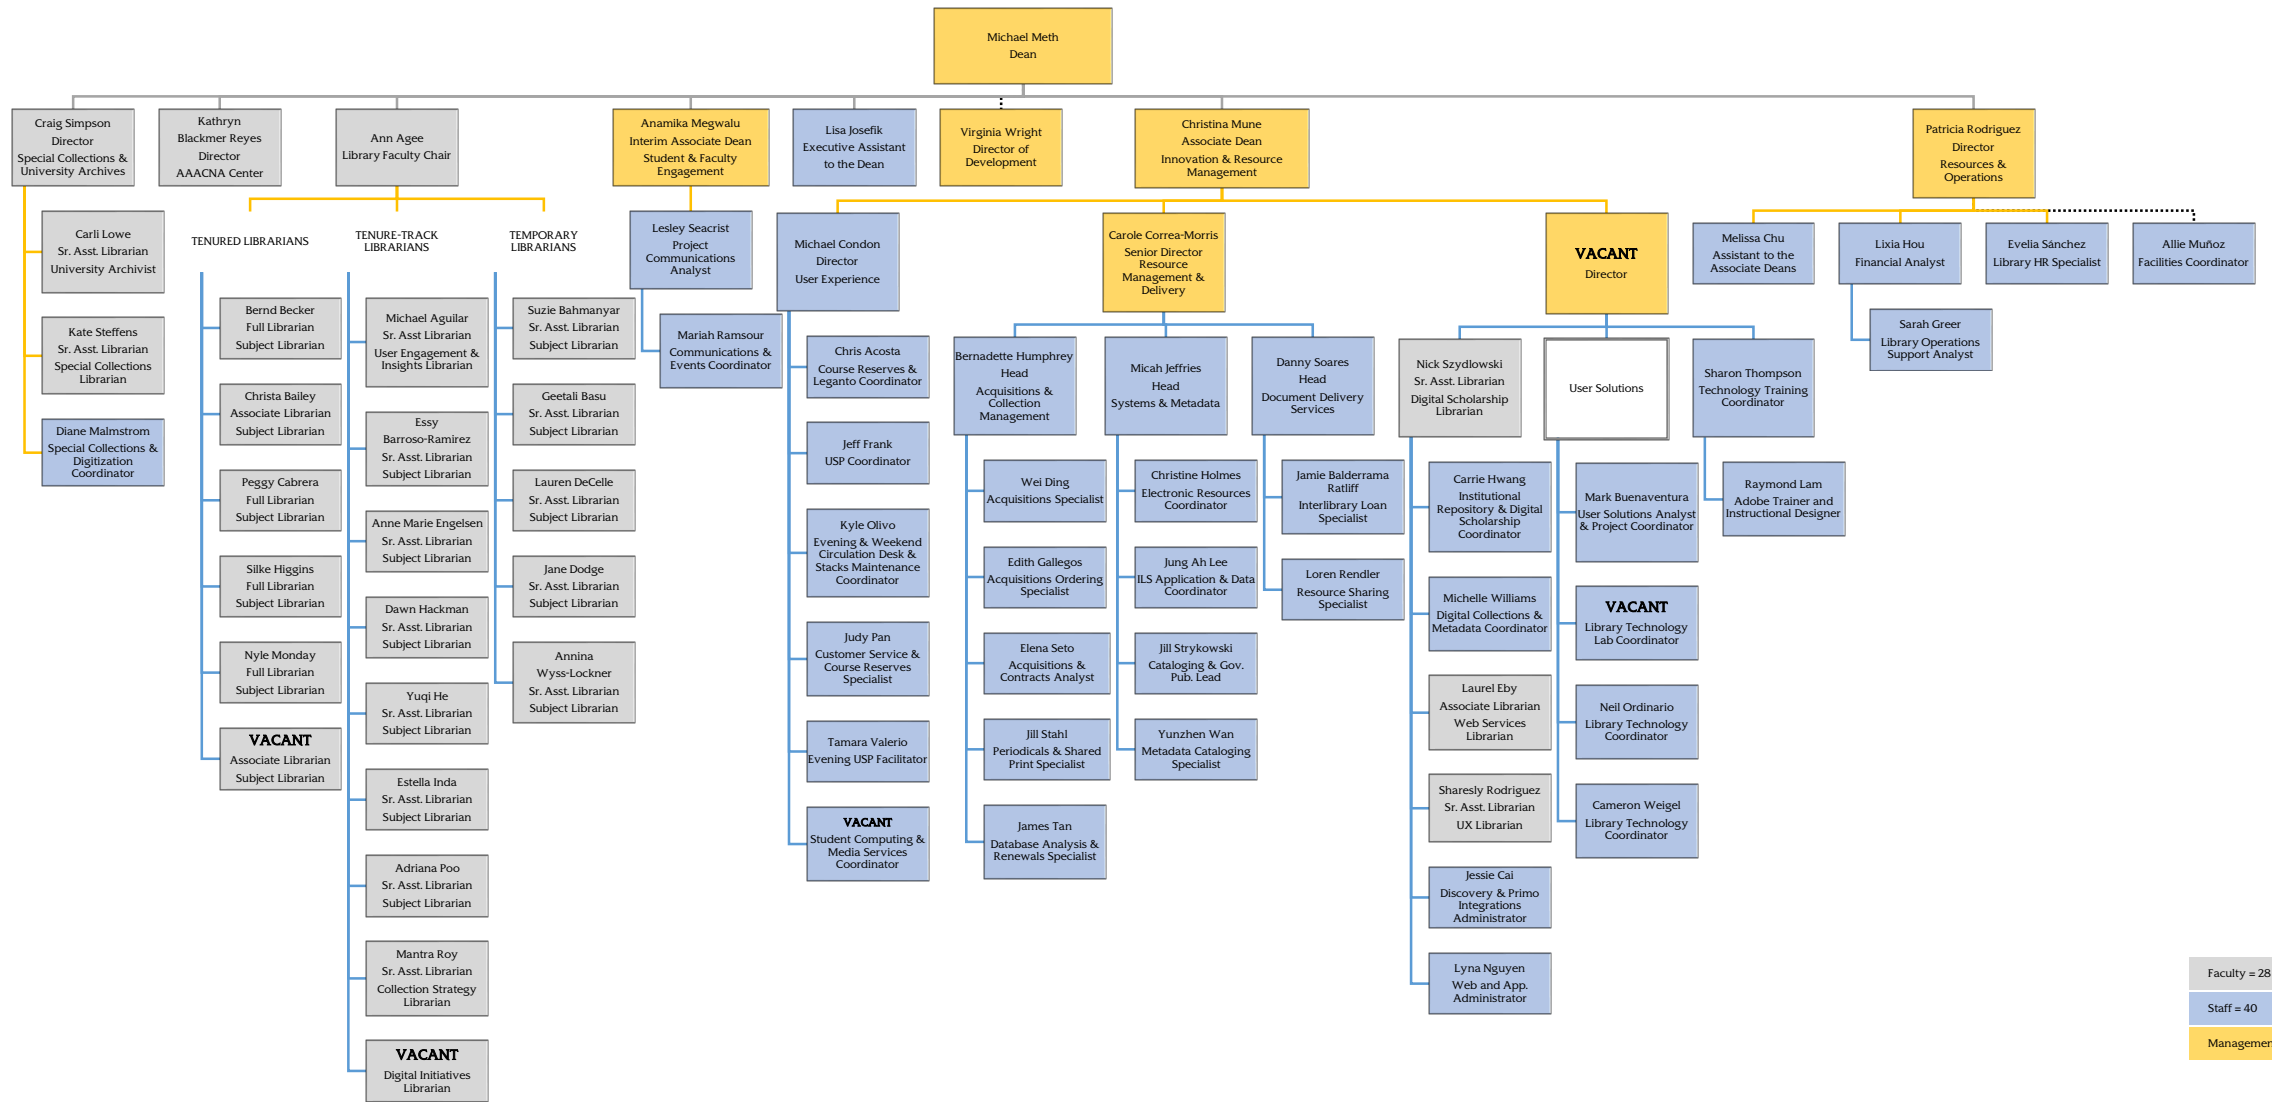 Michael Meth
Dean
Craig Simpson
Director
Special Collections &
University Archives
Kathryn
Blackmer Reyes
Director
AAACNA Center
Ann Agee
Library Faculty Chair
Anamika Megwalu
Interim Associate Dean
Student & Faculty
Engagement
Lisa Josefik
Executive Assistant
to the Dean
Virginia Wright
Director of
Development
Christina Mune
Associate Dean
Innovation & Resource
Management
Patricia Rodriguez
Director
Resources &
Operations
Carli Lowe
Sr. Asst. Librarian
University Archivist
Kate Steffens
Sr. Asst. Librarian
Special Collections
Librarian
Diane Malmstrom
Special Collections &
Digitization
Coordinator
TENURED LIBRARIANS
Bernd Becker
Full Librarian
Subject Librarian
Christa Bailey
Associate Librarian
Subject Librarian
Peggy Cabrera
Full Librarian
Subject Librarian
Silke Higgins
Full Librarian
Subject Librarian
Nyle Monday
Full Librarian
Subject Librarian
VACANT
Associate Librarian
Subject Librarian
TENURE-TRACK
LIBRARIANS
Michael Aguilar
Sr. Asst Librarian
User Engagement &
Insights Librarian
Essy
Barroso-Ramirez
Sr. Asst. Librarian
Subject Librarian
Anne Marie Engelsen
Sr. Asst. Librarian
Subject Librarian
Dawn Hackman
Sr. Asst. Librarian
Subject Librarian
Yuqi He
Sr. Asst. Librarian
Subject Librarian
Estella Inda
Sr. Asst. Librarian
Subject Librarian
Adriana Poo
Sr. Asst. Librarian
Subject Librarian
Mantra Roy
Sr. Asst. Librarian
Collection Strategy
Librarian
VACANT
Digital Initiatives
Librarian
TEMPORARY
LIBRARIANS
Suzie Bahmanyar
Sr. Asst. Librarian
Subject Librarian
Geetali Basu
Sr. Asst. Librarian
Subject Librarian
Lauren DeCelle
Sr. Asst. Librarian
Subject Librarian
Jane Dodge
Sr. Asst. Librarian
Subject Librarian
Annina
Wyss-Lockner
Sr. Asst. Librarian
Subject Librarian
Lesley Seacrist
Project
Communications
Analyst
Mariah Ramsour
Communications &
Events Coordinator
Michael Condon
Director
User Experience
Chris Acosta
Course Reserves &
Leganto Coordinator
Jeff Frank
USP Coordinator
Kyle Olivo
Evening & Weekend
Circulation Desk &
Stacks Maintenance
Coordinator
Judy Pan
Customer Service &
Course Reserves
Specialist
Tamara Valerio
Evening USP Facilitator
VACANT
Student Computing &
Media Services
Coordinator
Carole Correa-Morris
Senior Director
Resource
Management &
Delivery
Bernadette Humphrey
Head
Acquisitions &
Collection
Management
Wei Ding
Acquisitions Specialist
Edith Gallegos
Acquisitions Ordering
Specialist
Elena Seto
Acquisitions &
Contracts Analyst
Jill Stahl
Periodicals & Shared
Print Specialist
James Tan
Database Analysis &
Renewals Specialist
Micah Jeffries
Head
Systems & Metadata
Christine Holmes
Electronic Resources
Coordinator
Jung Ah Lee
ILS Application & Data
Coordinator
Jill Strykowski
Cataloging & Gov.
Pub. Lead
Yunzhen Wan
Metadata Cataloging
Specialist
Danny Soares
Head
Document Delivery
Services
Jamie Balderrama
Ratliff
Interlibrary Loan
Specialist
Loren Rendler
Resource Sharing
Specialist
VACANT
Director
Nick Szydlowski
Sr. Asst. Librarian
Digital Scholarship
Librarian
Carrie Hwang
Institutional
Repository & Digital
Scholarship
Coordinator
Michelle Williams
Digital Collections &
Metadata Coordinator
Laurel Eby
Associate Librarian
Web Services
Librarian
Sharesly Rodriguez
Sr. Asst. Librarian
UX Librarian
Jessie Cai
Discovery & Primo
Integrations
Administrator
Lyna Nguyen
Web and App.
Administrator
User Solutions
Mark Buenaventura
User Solutions Analyst
& Project Coordinator
VACANT
Library Technology
Lab Coordinator
Neil Ordinario
Library Technology
Coordinator
Cameron Weigel
Library Technology
Coordinator
Sharon Thompson
Technology Training
Coordinator
Raymond Lam
Adobe Trainer and
Instructional Designer
Melissa Chu
Assistant to the
Associate Deans
Lixia Hou
Financial Analyst
Sarah Greer
Library Operations
Support Analyst
Evelia Sánchez
Library HR Specialist
Allie Muñoz
Facilities Coordinator
Faculty = 28
Staff = 40